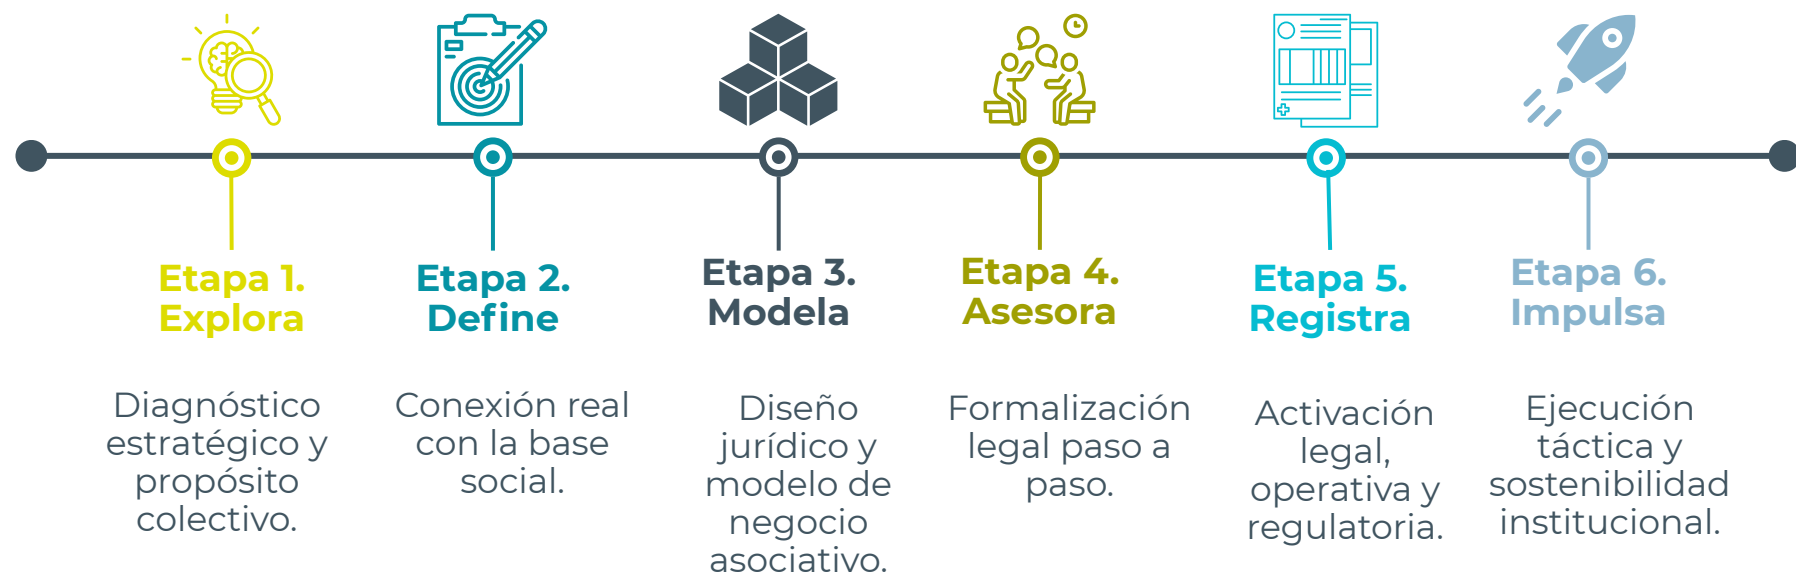 Etapa 1.
Explora
Diagnóstico
estratégico y
propósito
colectivo.
Etapa 2.
Define
Conexión real
con la base
social.
Etapa 3.
Modela
Diseño
jurídico y
modelo de
negocio
asociativo.
Etapa 4.
Asesora
Formalización
legal paso a
paso.
Etapa 5.
Registra
Activación
legal,
operativa y
regulatoria.
Etapa 6.
Impulsa
Ejecución
táctica y
sostenibilidad
institucional.